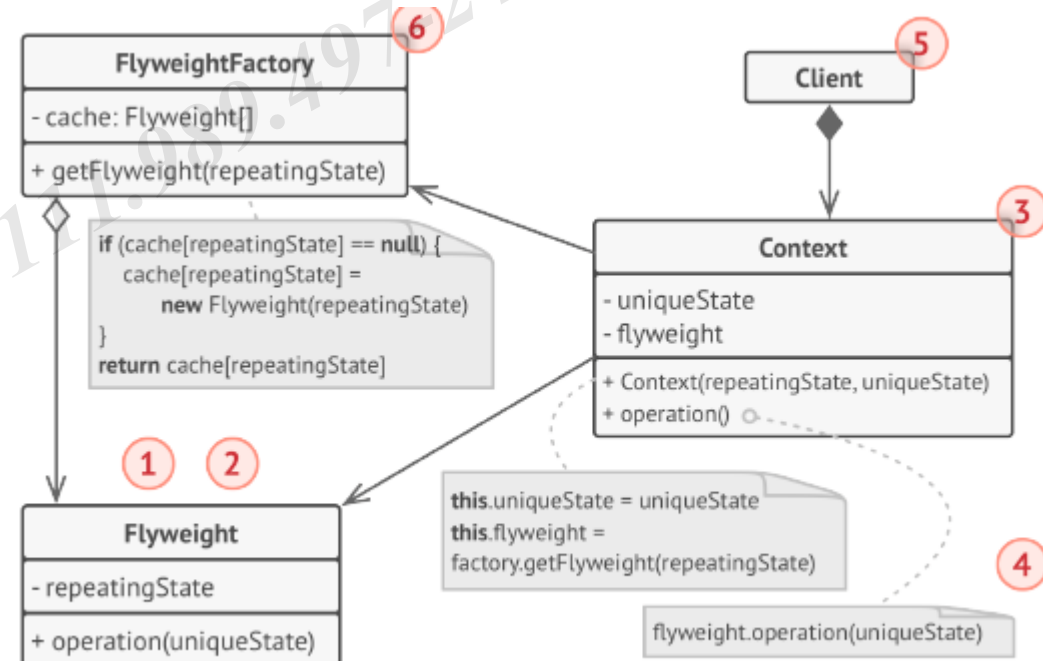 6
FlyweightFactory
- cache: Flyweight[]
+ getFlyweight(repeatingState)
if (cache[repeatingState] == null) {
cache[repeatingState] =
new Flyweight(repeatingState)
}
return cache[repeatingState]
5
Client
3
Context
- uniqueState
- flyweight
+ Context(repeatingState, uniqueState)
+ operation()
this.uniqueState = uniqueState
this.flyweight =
factory.getFlyweight(repeatingState)
4
flyweight.operation(uniqueState)
1
2
Flyweight
- repeatingState
+ operation(uniqueState)